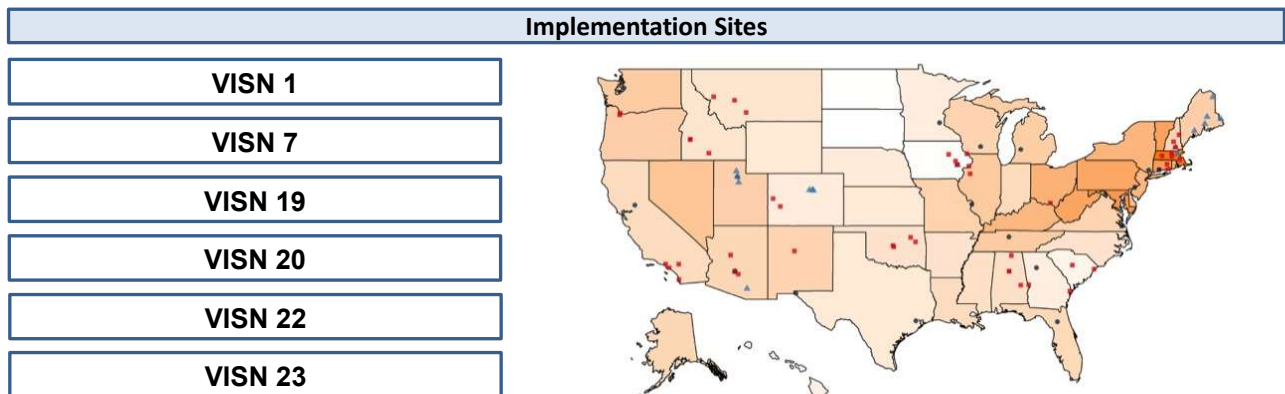 Implementation Sites
VISN 1
VISN 7
VISN 19
VISN 20
VISN 22
VISN 23